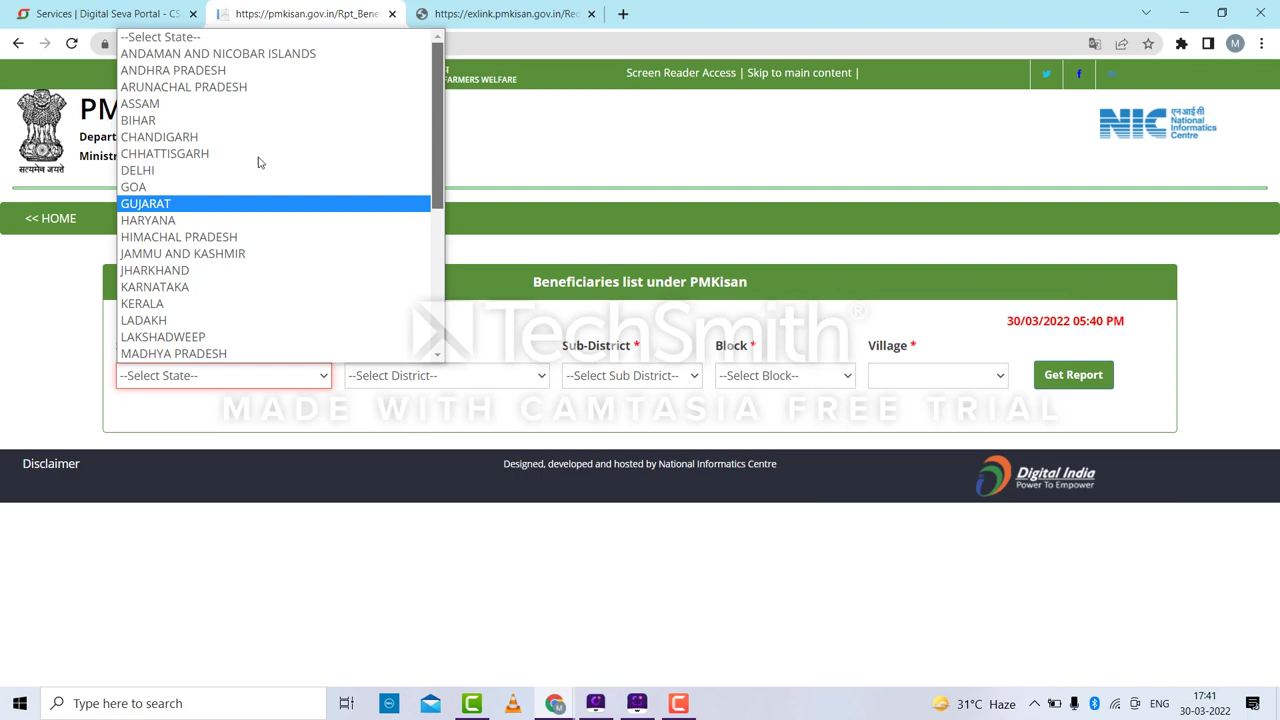 Services | Digital Seva Portal - CS
https://pmkisan.gov.in/Rpt_Bene
https://exlink.pmkisan.gov.in/Rec
M
--Select State--
ANDAMAN AND NICOBAR ISLANDS
ANDHRA PRADESH
ARUNACHAL PRADESH
ASSAM
BIHAR
CHANDIGARH
CHHATTISGARH
DELHI
GOA
GUJARAT
HARYANA
HIMACHAL PRADESH
JAMMU AND KASHMIR
JHARKHAND
KARNATAKA
KERALA
LADAKH
LAKSHADWEEP
MADHYA PRADESH
FARMERS WELFARE
Screen Reader Access | Skip to main content |
सत्यमेव जयते
PM
Depart
Ministr
NIC एन आई सी
National
Informatics
Centre
<< HOME
Beneficiaries list under PMKisan
30/03/2022 05:40 PM
Sub-District * Block * Village *
--Select State-- --Select District-- --Select Sub District-- --Select Block-- Get Report
TechSmith®
MADE WITH CAMTASIA FREE TRIAL
Disclaimer
Designed, developed and hosted by National Informatics Centre
Digital India
Power To Empower
Type here to search
31°C Haze
ENG
17:41
30-03-2022